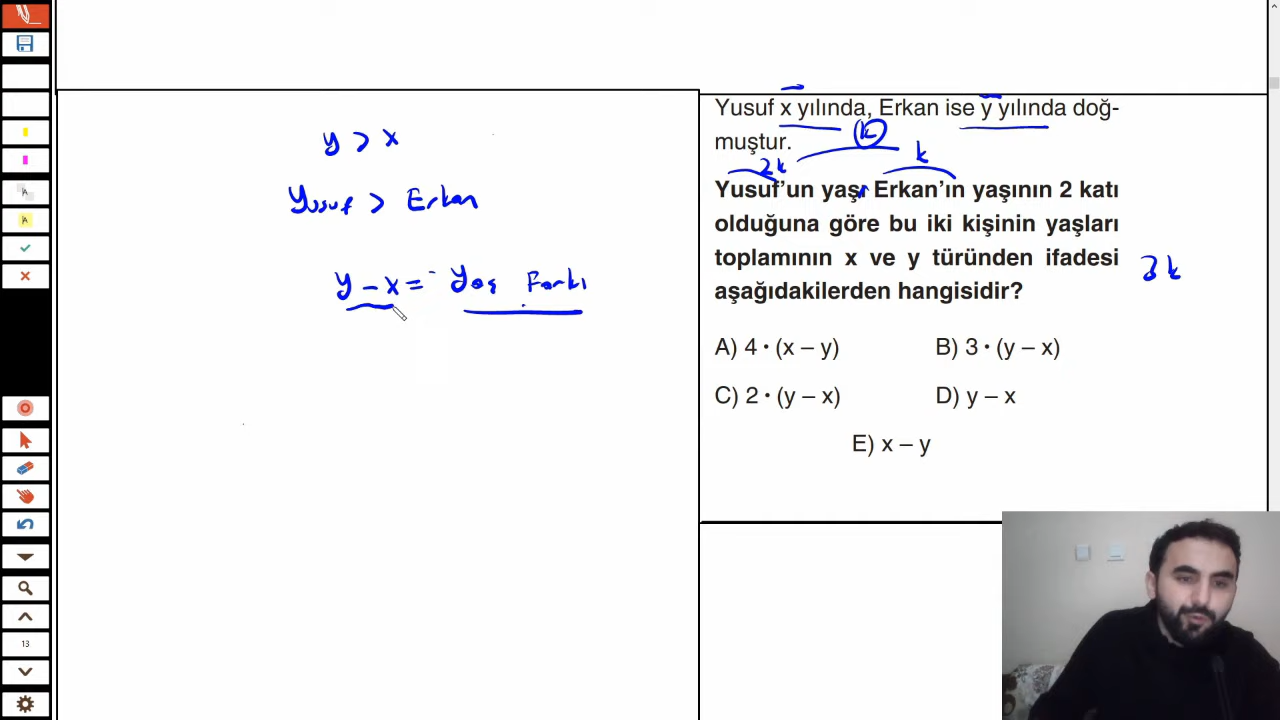 y > x
Yusuf > Erkan
y - x = Yaş Farkı
Yusuf x yılında, Erkan ise y yılında doğ-
muştur.
k
2k
k
Yusuf'un yaşı Erkan'ın yaşının 2 katı
olduğuna göre bu iki kişinin yaşları
toplamının x ve y türünden ifadesi
aşağıdakilerden hangisidir?
3k
A) 4 • (x – y)
B) 3 • (y – x)
C) 2 • (y – x)
D) y – x
E) x – y
A
A
13